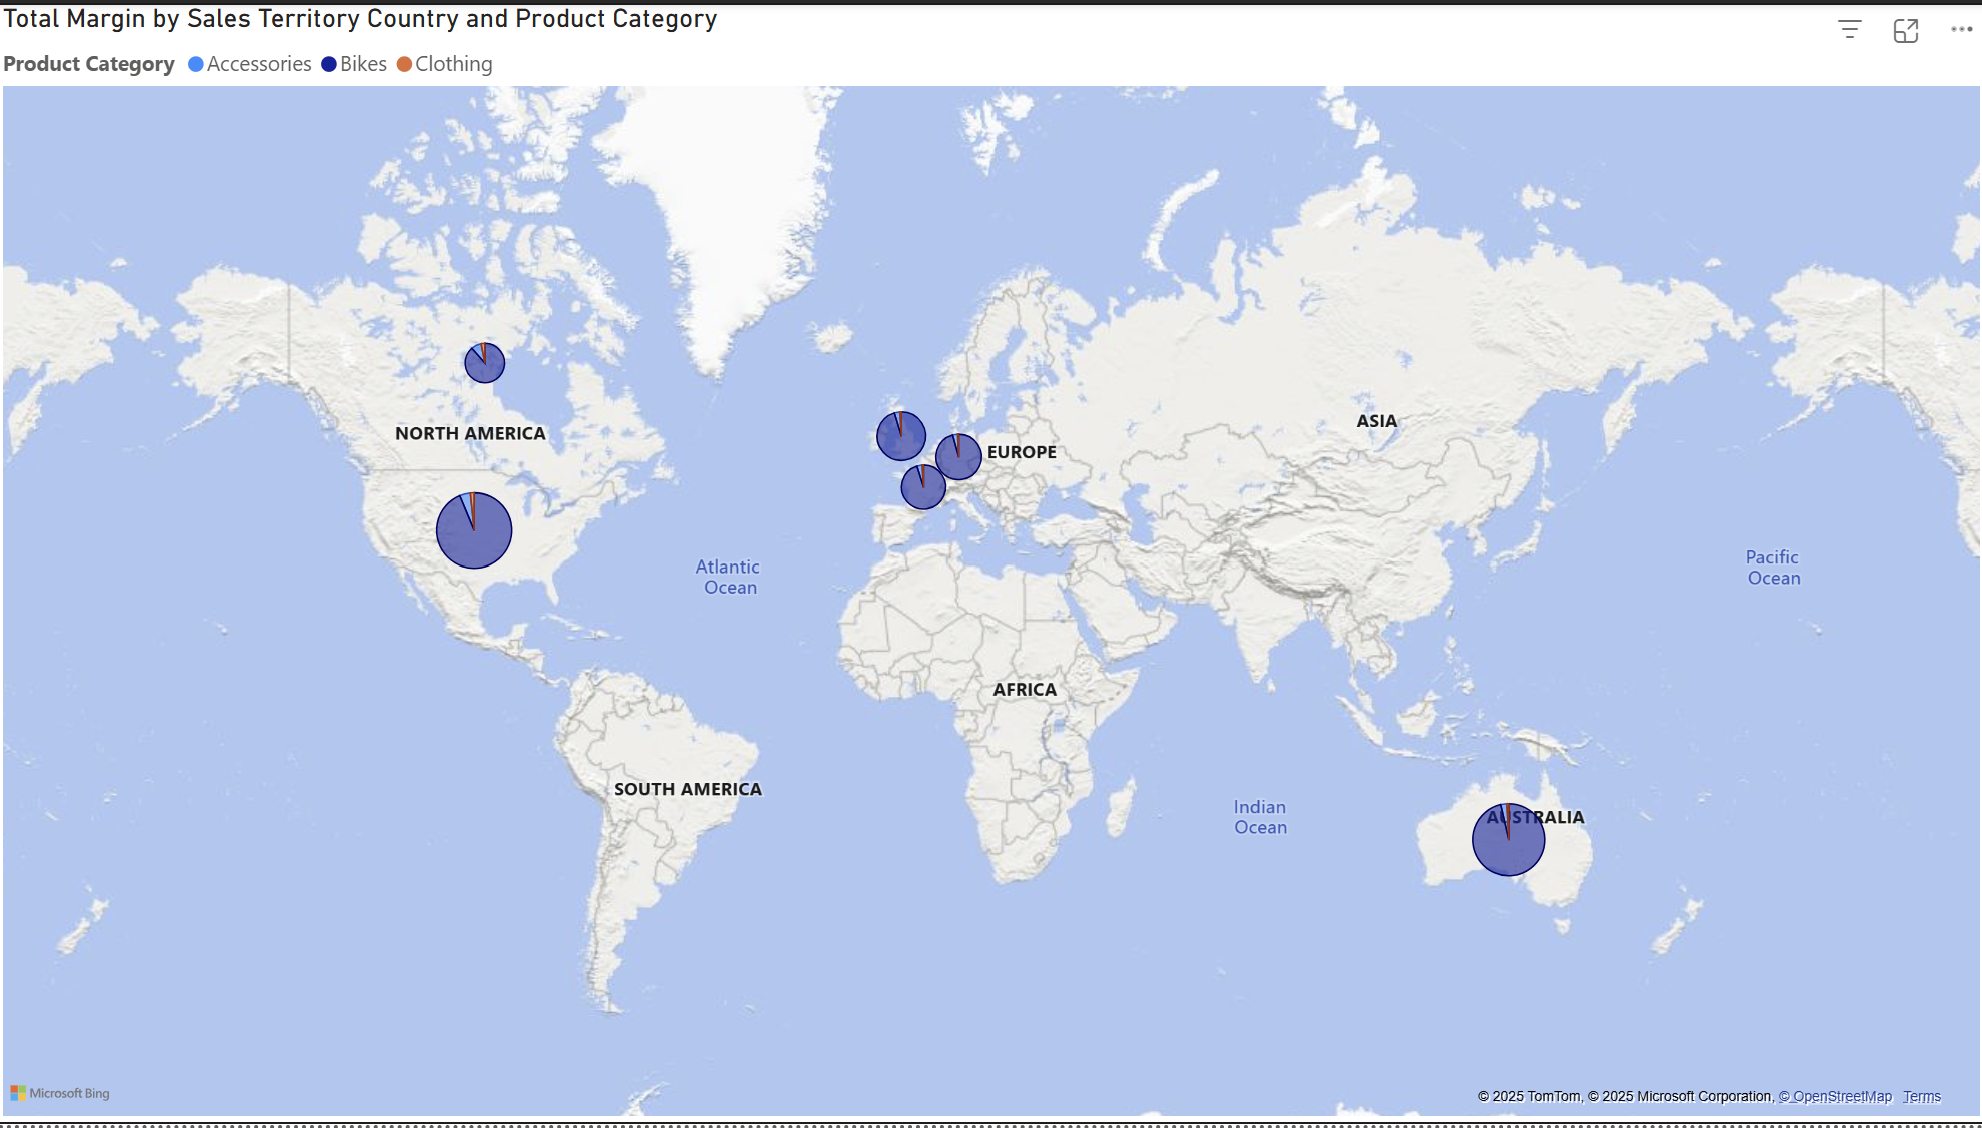 Total Margin by Sales Territory Country and Product Category
Product Category Accessories Bikes Clothing
NORTH AMERICA
ASIA
EUROPE
Atlantic
Ocean
Pacific
Ocean
AFRICA
SOUTH AMERICA
Indian
Ocean
AUSTRALIA
Microsoft Bing
© 2025 TomTom, © 2025 Microsoft Corporation, © OpenStreetMap Terms